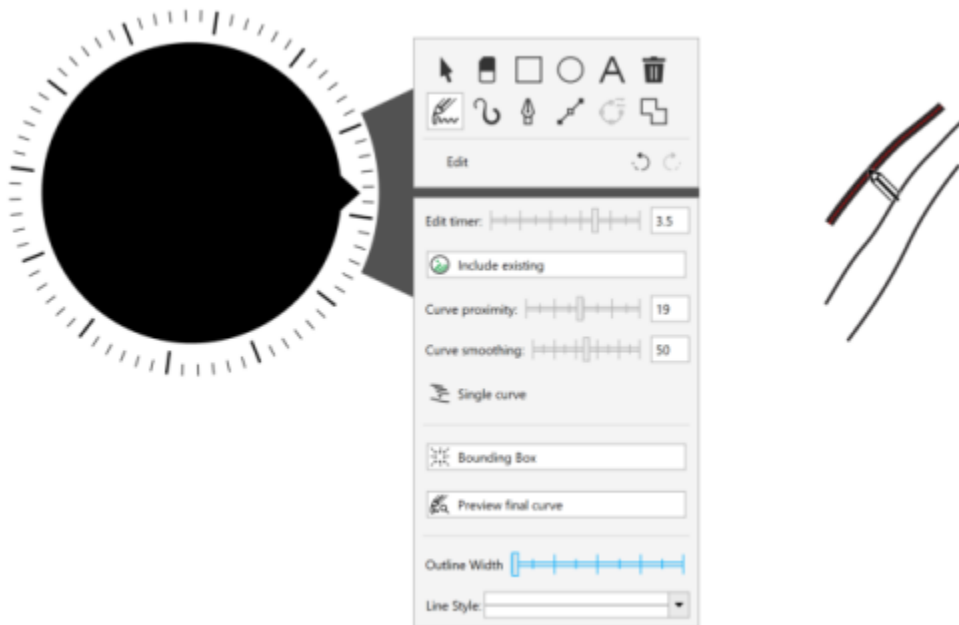 A
Edit
Edit timer: 3.5
Include existing
Curve proximity: 19
Curve smoothing: 50
Single curve
Bounding Box
Preview final curve
Outline Width
Line Style: